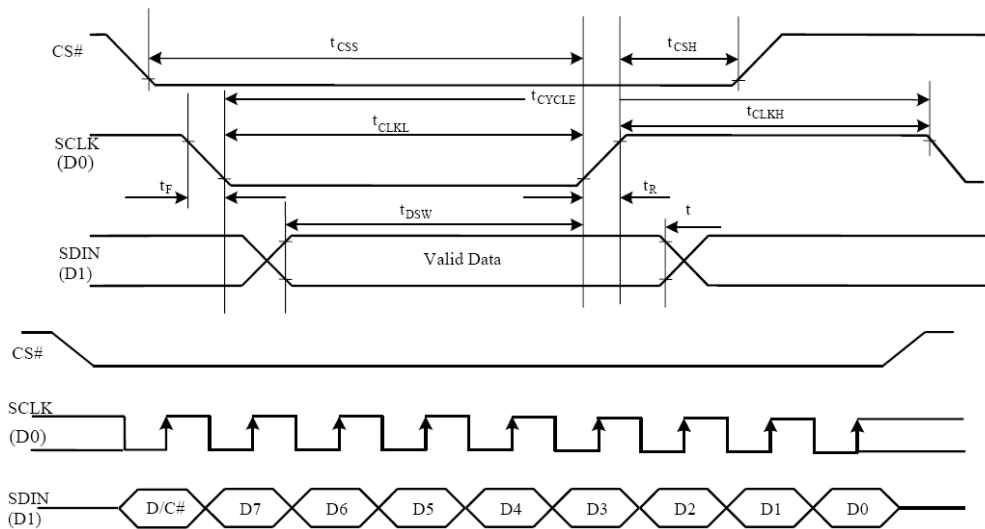 CS#
tCSS
tCSH
tCYCLE
tCLKH
SCLK
(D0)
tCLKL
tF
tR
tDSW
t
SDIN
(D1)
Valid Data
CS#
SCLK
(D0)
SDIN
(D1)
D/C# D7 D6 D5 D4 D3 D2 D1 D0